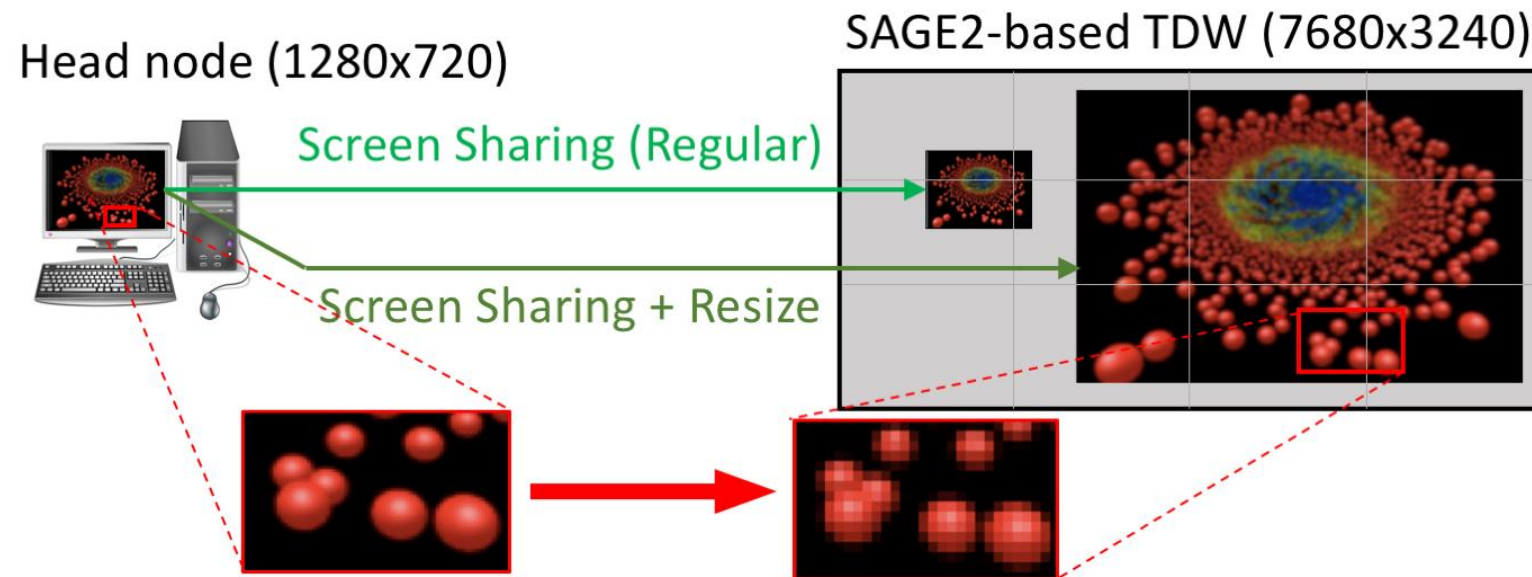 Head node (1280x720)
SAGE2-based TDW (7680x3240)
Screen Sharing (Regular)
Screen Sharing + Resize